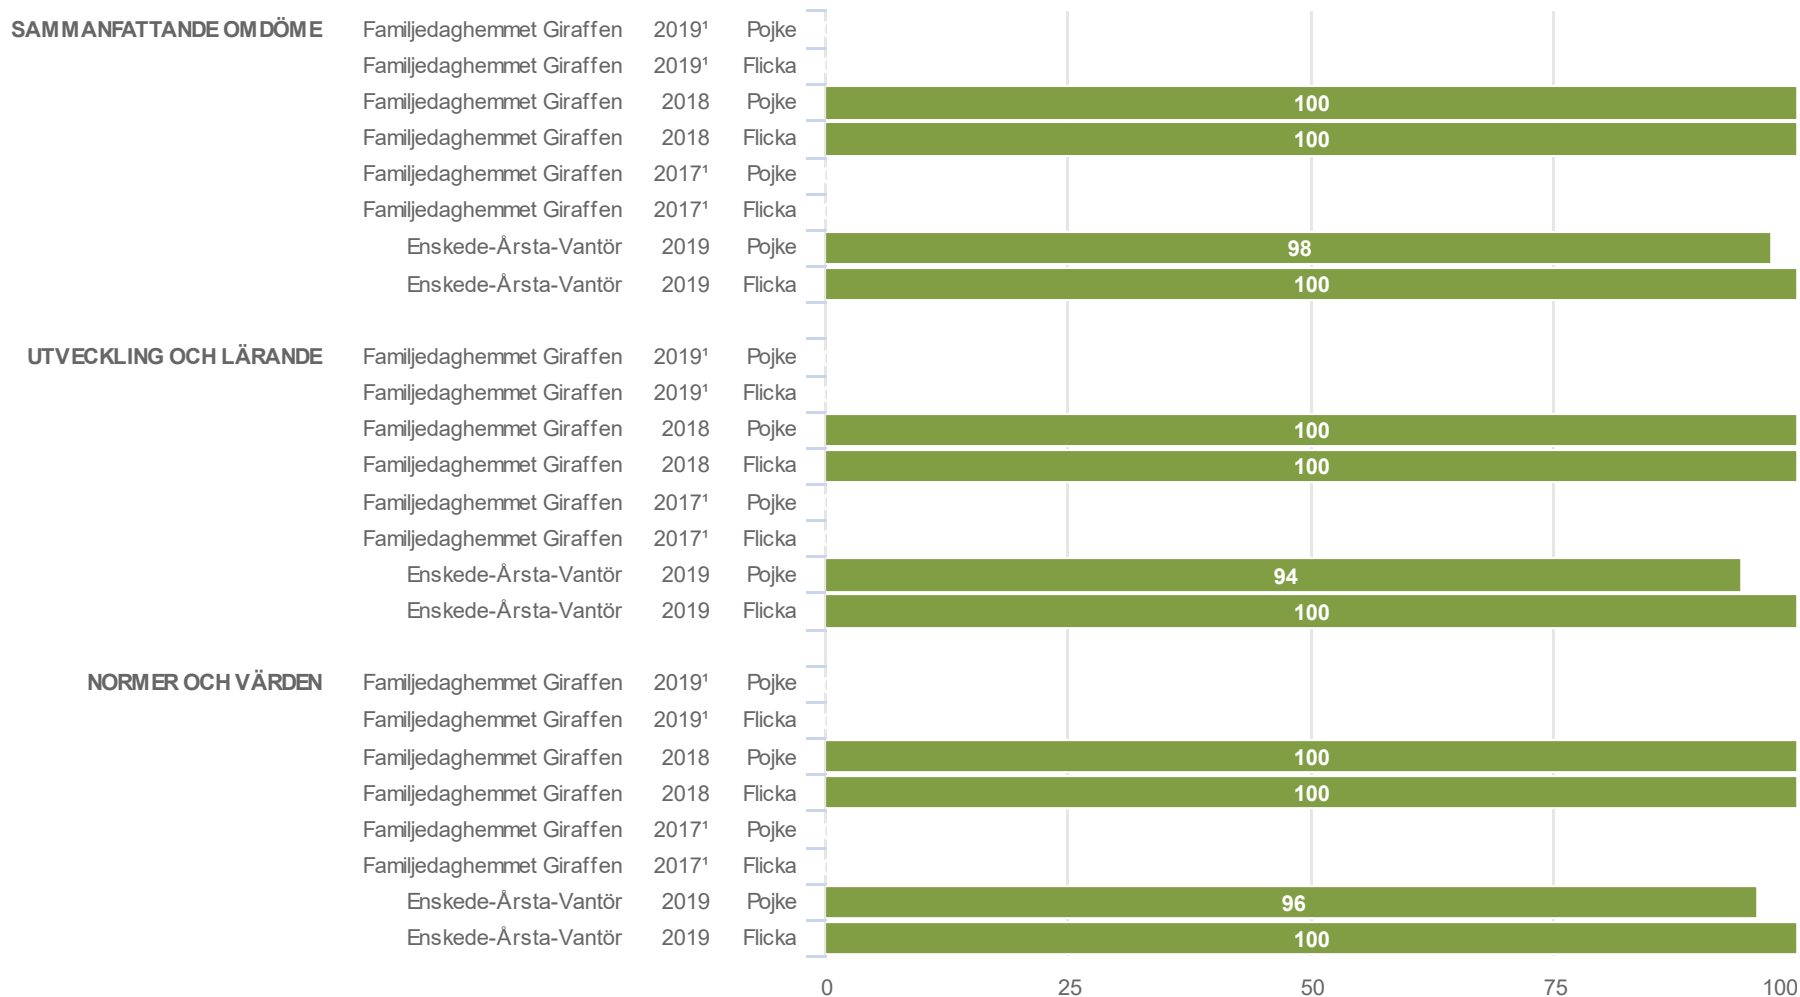 SAMMANFATTANDE OMDÖME Familjedaghemmet Giraffen 2019¹ Pojke
Familjedaghemmet Giraffen 2019¹ Flicka
Familjedaghemmet Giraffen 2018 Pojke 100
Familjedaghemmet Giraffen 2018 Flicka 100
Familjedaghemmet Giraffen 2017¹ Pojke
Familjedaghemmet Giraffen 2017¹ Flicka
Enskede-Årsta-Vantör 2019 Pojke 98
Enskede-Årsta-Vantör 2019 Flicka 100
UTVECKLING OCH LÄRANDE Familjedaghemmet Giraffen 2019¹ Pojke
Familjedaghemmet Giraffen 2019¹ Flicka
Familjedaghemmet Giraffen 2018 Pojke 100
Familjedaghemmet Giraffen 2018 Flicka 100
Familjedaghemmet Giraffen 2017¹ Pojke
Familjedaghemmet Giraffen 2017¹ Flicka
Enskede-Årsta-Vantör 2019 Pojke 94
Enskede-Årsta-Vantör 2019 Flicka 100
NORMER OCH VÄRDEN Familjedaghemmet Giraffen 2019¹ Pojke
Familjedaghemmet Giraffen 2019¹ Flicka
Familjedaghemmet Giraffen 2018 Pojke 100
Familjedaghemmet Giraffen 2018 Flicka 100
Familjedaghemmet Giraffen 2017¹ Pojke
Familjedaghemmet Giraffen 2017¹ Flicka
Enskede-Årsta-Vantör 2019 Pojke 96
Enskede-Årsta-Vantör 2019 Flicka 100
0 25 50 75 100